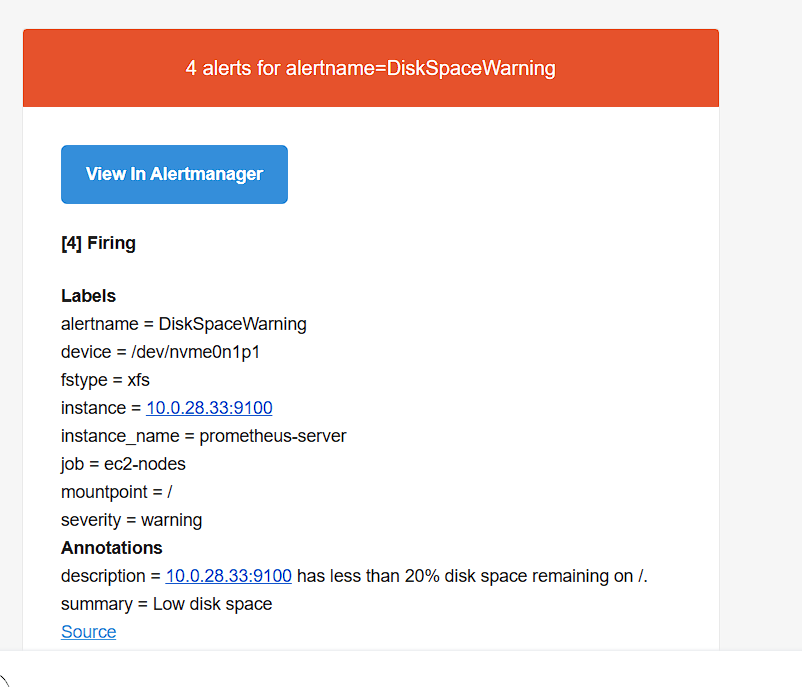 4 alerts for alertname=DiskSpaceWarning
View In Alertmanager
[4] Firing
Labels
alertname = DiskSpaceWarning
device = /dev/nvme0n1p1
fstype = xfs
instance = 10.0.28.33:9100
instance_name = prometheus-server
job = ec2-nodes
mountpoint = /
severity = warning
Annotations
description = 10.0.28.33:9100 has less than 20% disk space remaining on /.
summary = Low disk space
Source